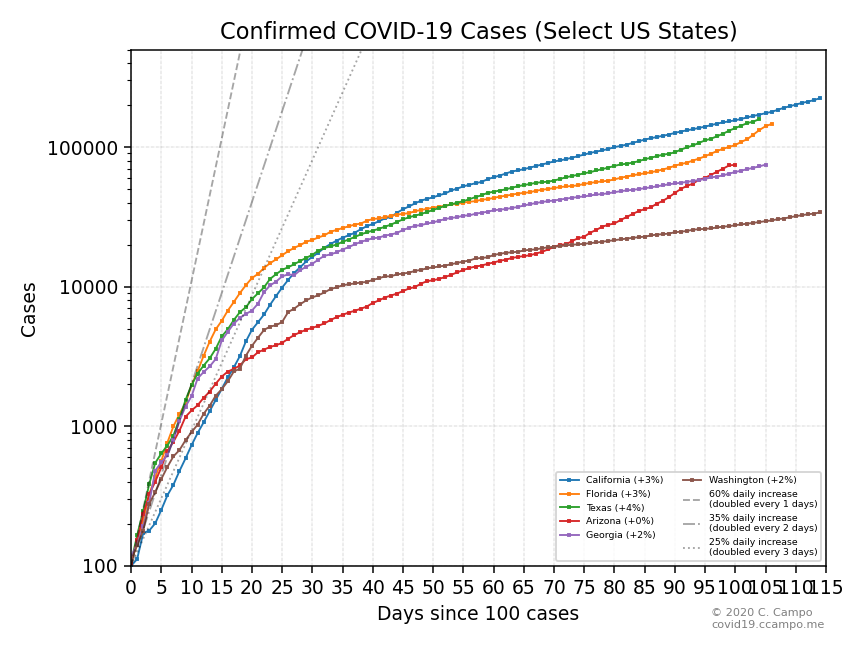 Confirmed COVID-19 Cases (Select US States)
Cases
100000
10000
1000
100
0 5 10 15 20 25 30 35 40 45 50 55 60 65 70 75 80 85 90 95 100 105 110 115
Days since 100 cases
California (+3%)
Florida (+3%)
Texas (+4%)
Arizona (+0%)
Georgia (+2%)
Washington (+2%)
60% daily increase
(doubled every 1 days)
35% daily increase
(doubled every 2 days)
25% daily increase
(doubled every 3 days)
© 2020 C. Campo
covid19.ccampo.me